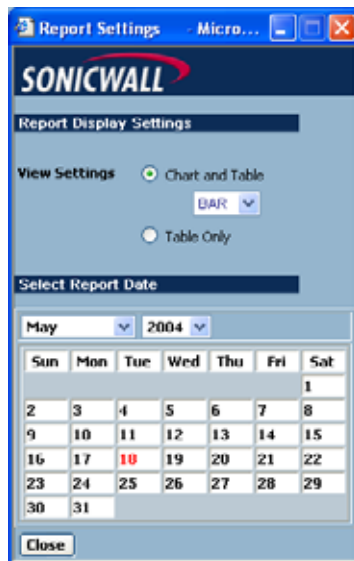 Report Settings - Micro...
SONICWALL
Report Display Settings
View Settings Chart and Table
BAR
Table Only
Select Report Date
May 2004
Sun Mon Tue Wed Thu Fri Sat
1
2 3 4 5 6 7 8
9 10 11 12 13 14 15
16 17 18 19 20 21 22
23 24 25 26 27 28 29
30 31
Close